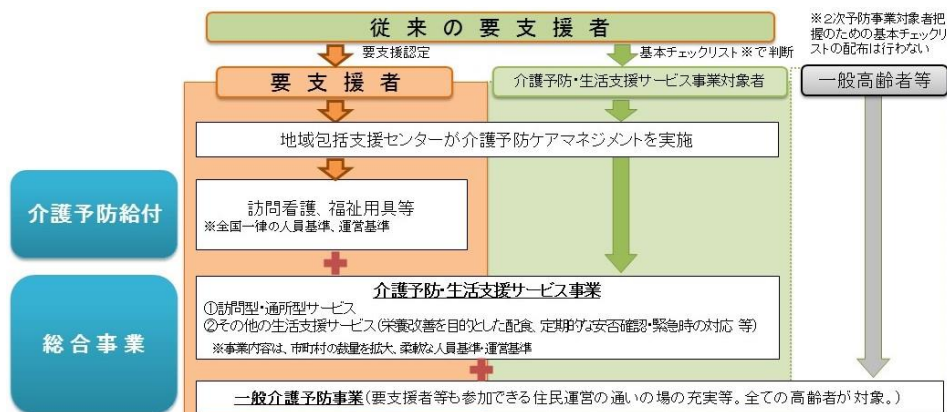 従来の要支援者
※2次予防事業対象者把
握のための基本チェックリ
ストの配布は行わない
要支援認定
基本チェックリスト※で判断
要支援者
介護予防・生活支援サービス事業対象者
一般高齢者等
地域包括支援センターが介護予防ケアマネジメントを実施
介護予防給付
訪問看護、福祉用具等
※全国一律の人員基準、運営基準
総合事業
介護予防・生活支援サービス事業
①訪問型・通所型サービス
②その他の生活支援サービス(栄養改善を目的とした配食、定期的な安否確認・緊急時の対応 等)
※事業内容は、市町村の裁量を拡大、柔軟な人員基準・運営基準
一般介護予防事業(要支援者等も参加できる住民運営の通いの場の充実等。全ての高齢者が対象。)